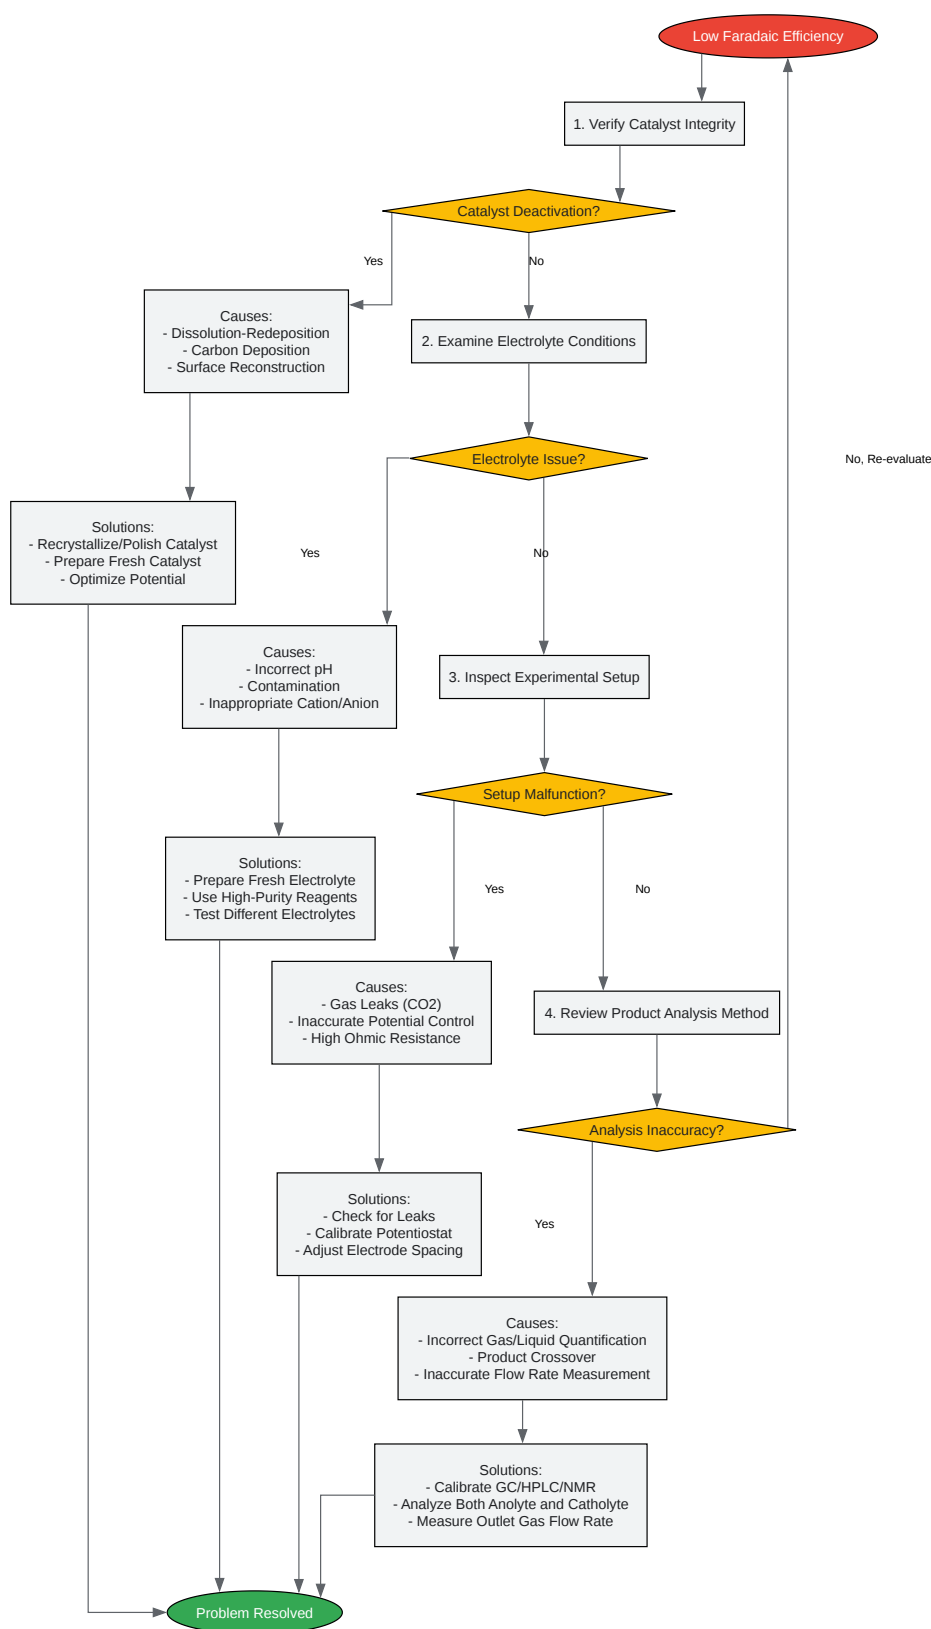 Low Faradaic Efficiency
1. Verify Catalyst Integrity
Catalyst Deactivation?
Yes
No
Causes:
- Dissolution-Redeposition
- Carbon Deposition
- Surface Reconstruction
2. Examine Electrolyte Conditions
Electrolyte Issue?
No, Re-evaluate
Solutions:
- Recrystallize/Polish Catalyst
- Prepare Fresh Catalyst
- Optimize Potential
Yes
No
Causes:
- Incorrect pH
- Contamination
- Inappropriate Cation/Anion
3. Inspect Experimental Setup
Setup Malfunction?
Solutions:
- Prepare Fresh Electrolyte
- Use High-Purity Reagents
- Test Different Electrolytes
Yes
No
Causes:
- Gas Leaks (CO2)
- Inaccurate Potential Control
- High Ohmic Resistance
4. Review Product Analysis Method
Analysis Inaccuracy?
Solutions:
- Check for Leaks
- Calibrate Potentiostat
- Adjust Electrode Spacing
Yes
Causes:
- Incorrect Gas/Liquid Quantification
- Product Crossover
- Inaccurate Flow Rate Measurement
Solutions:
- Calibrate GC/HPLC/NMR
- Analyze Both Anolyte and Catholyte
- Measure Outlet Gas Flow Rate
Problem Resolved